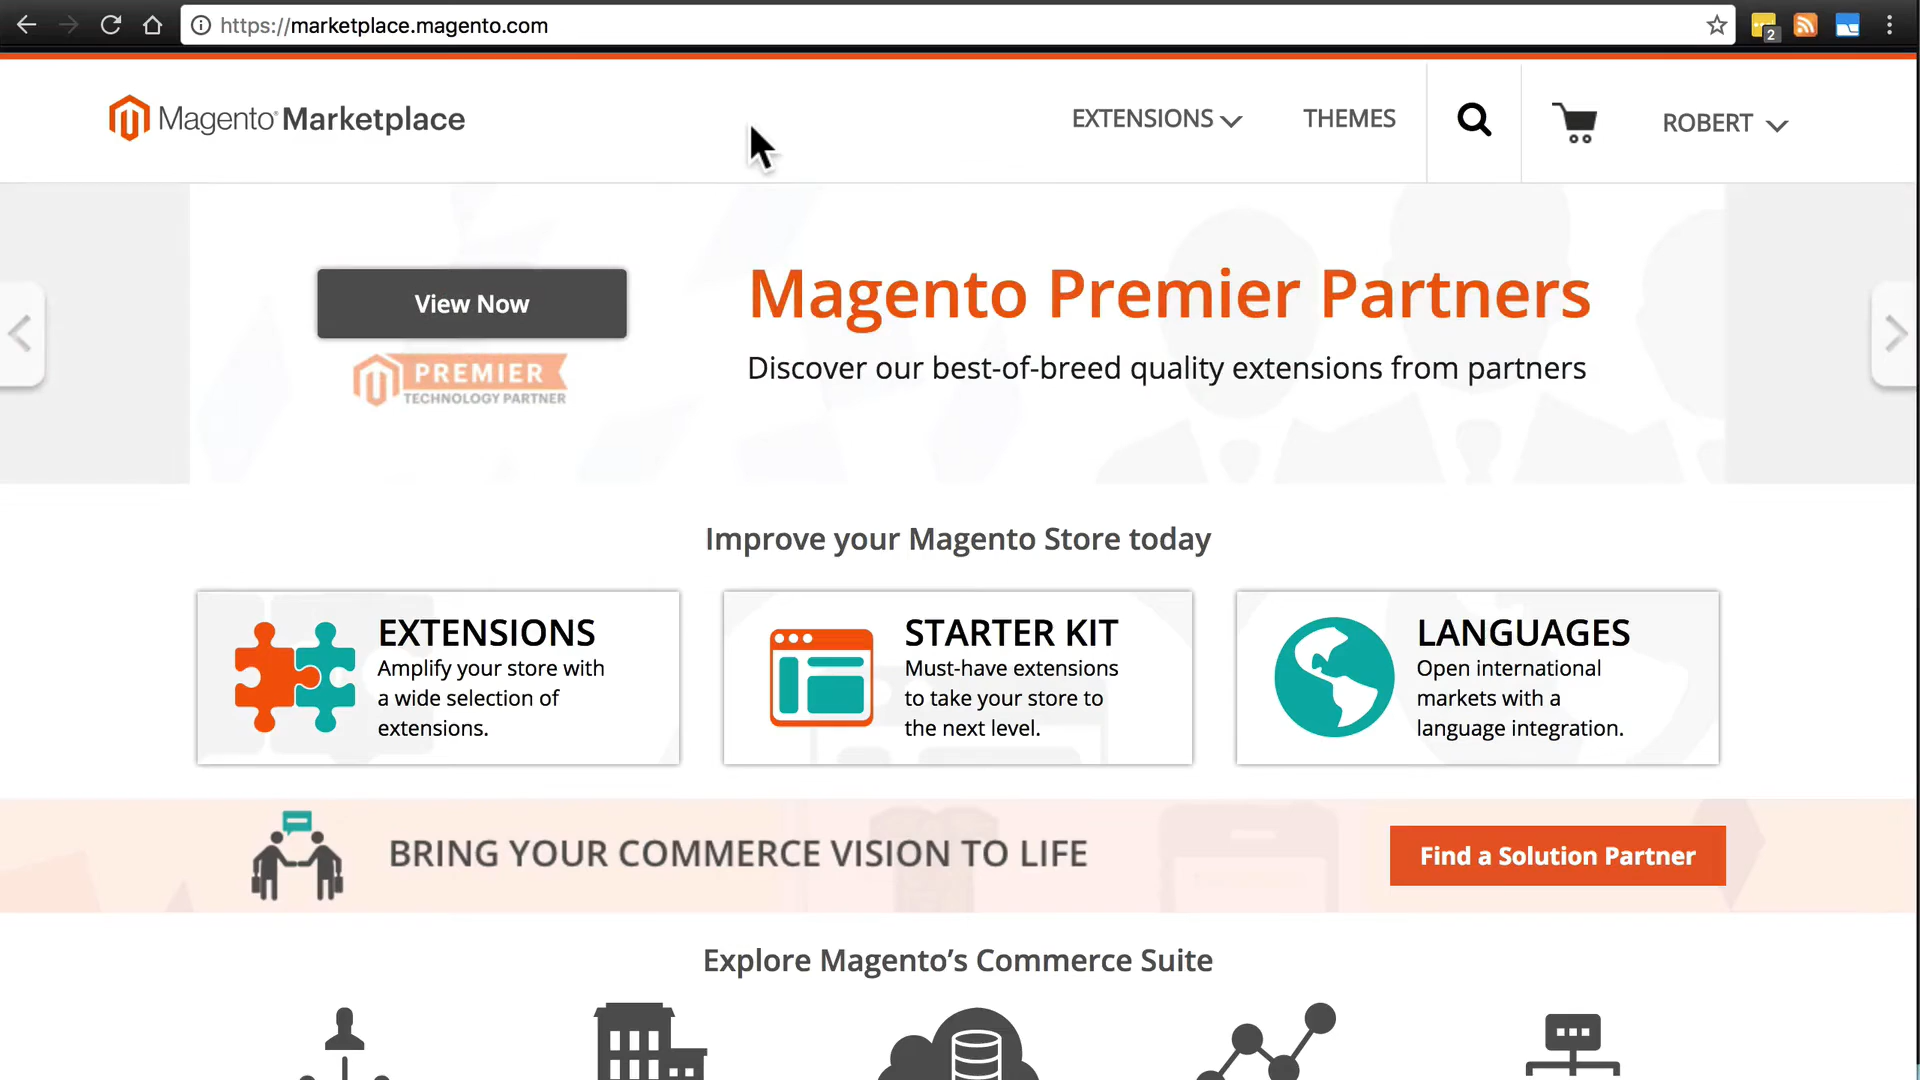 https://marketplace.magento.com
2
Magento® Marketplace
EXTENSIONS
THEMES
ROBERT
View Now
PREMIER
TECHNOLOGY PARTNER
Magento Premier Partners
Discover our best-of-breed quality extensions from partners
Improve your Magento Store today
EXTENSIONS
Amplify your store with
a wide selection of
extensions.
STARTER KIT
Must-have extensions
to take your store to
the next level.
LANGUAGES
Open international
markets with a
language integration.
BRING YOUR COMMERCE VISION TO LIFE
Find a Solution Partner
Explore Magento’s Commerce Suite